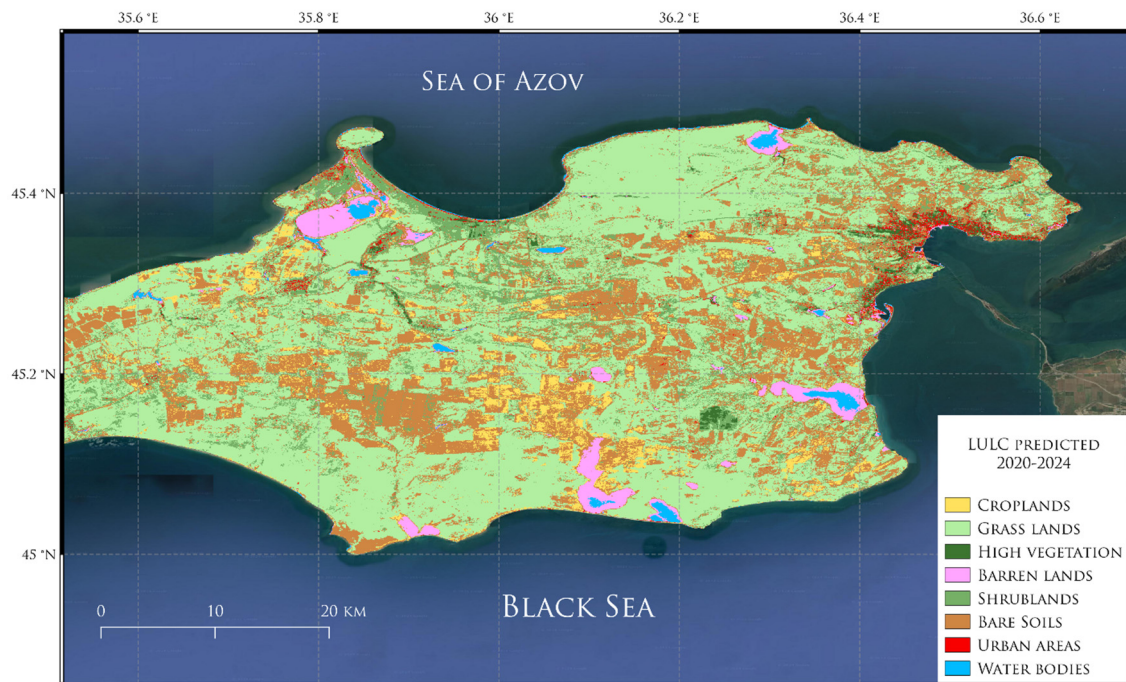 35.6 °E 35.8 °E 36 °E 36.2 °E 36.4 °E 36.6 °E
Sea of Azov
45.4 °N
45.2 °N
45 °N
0 10 20 km
Black Sea
LULC predicted
2020-2024
Croplands
Grass lands
High vegetation
Barren lands
Shrublands
Bare Soils
Urban areas
Water bodies